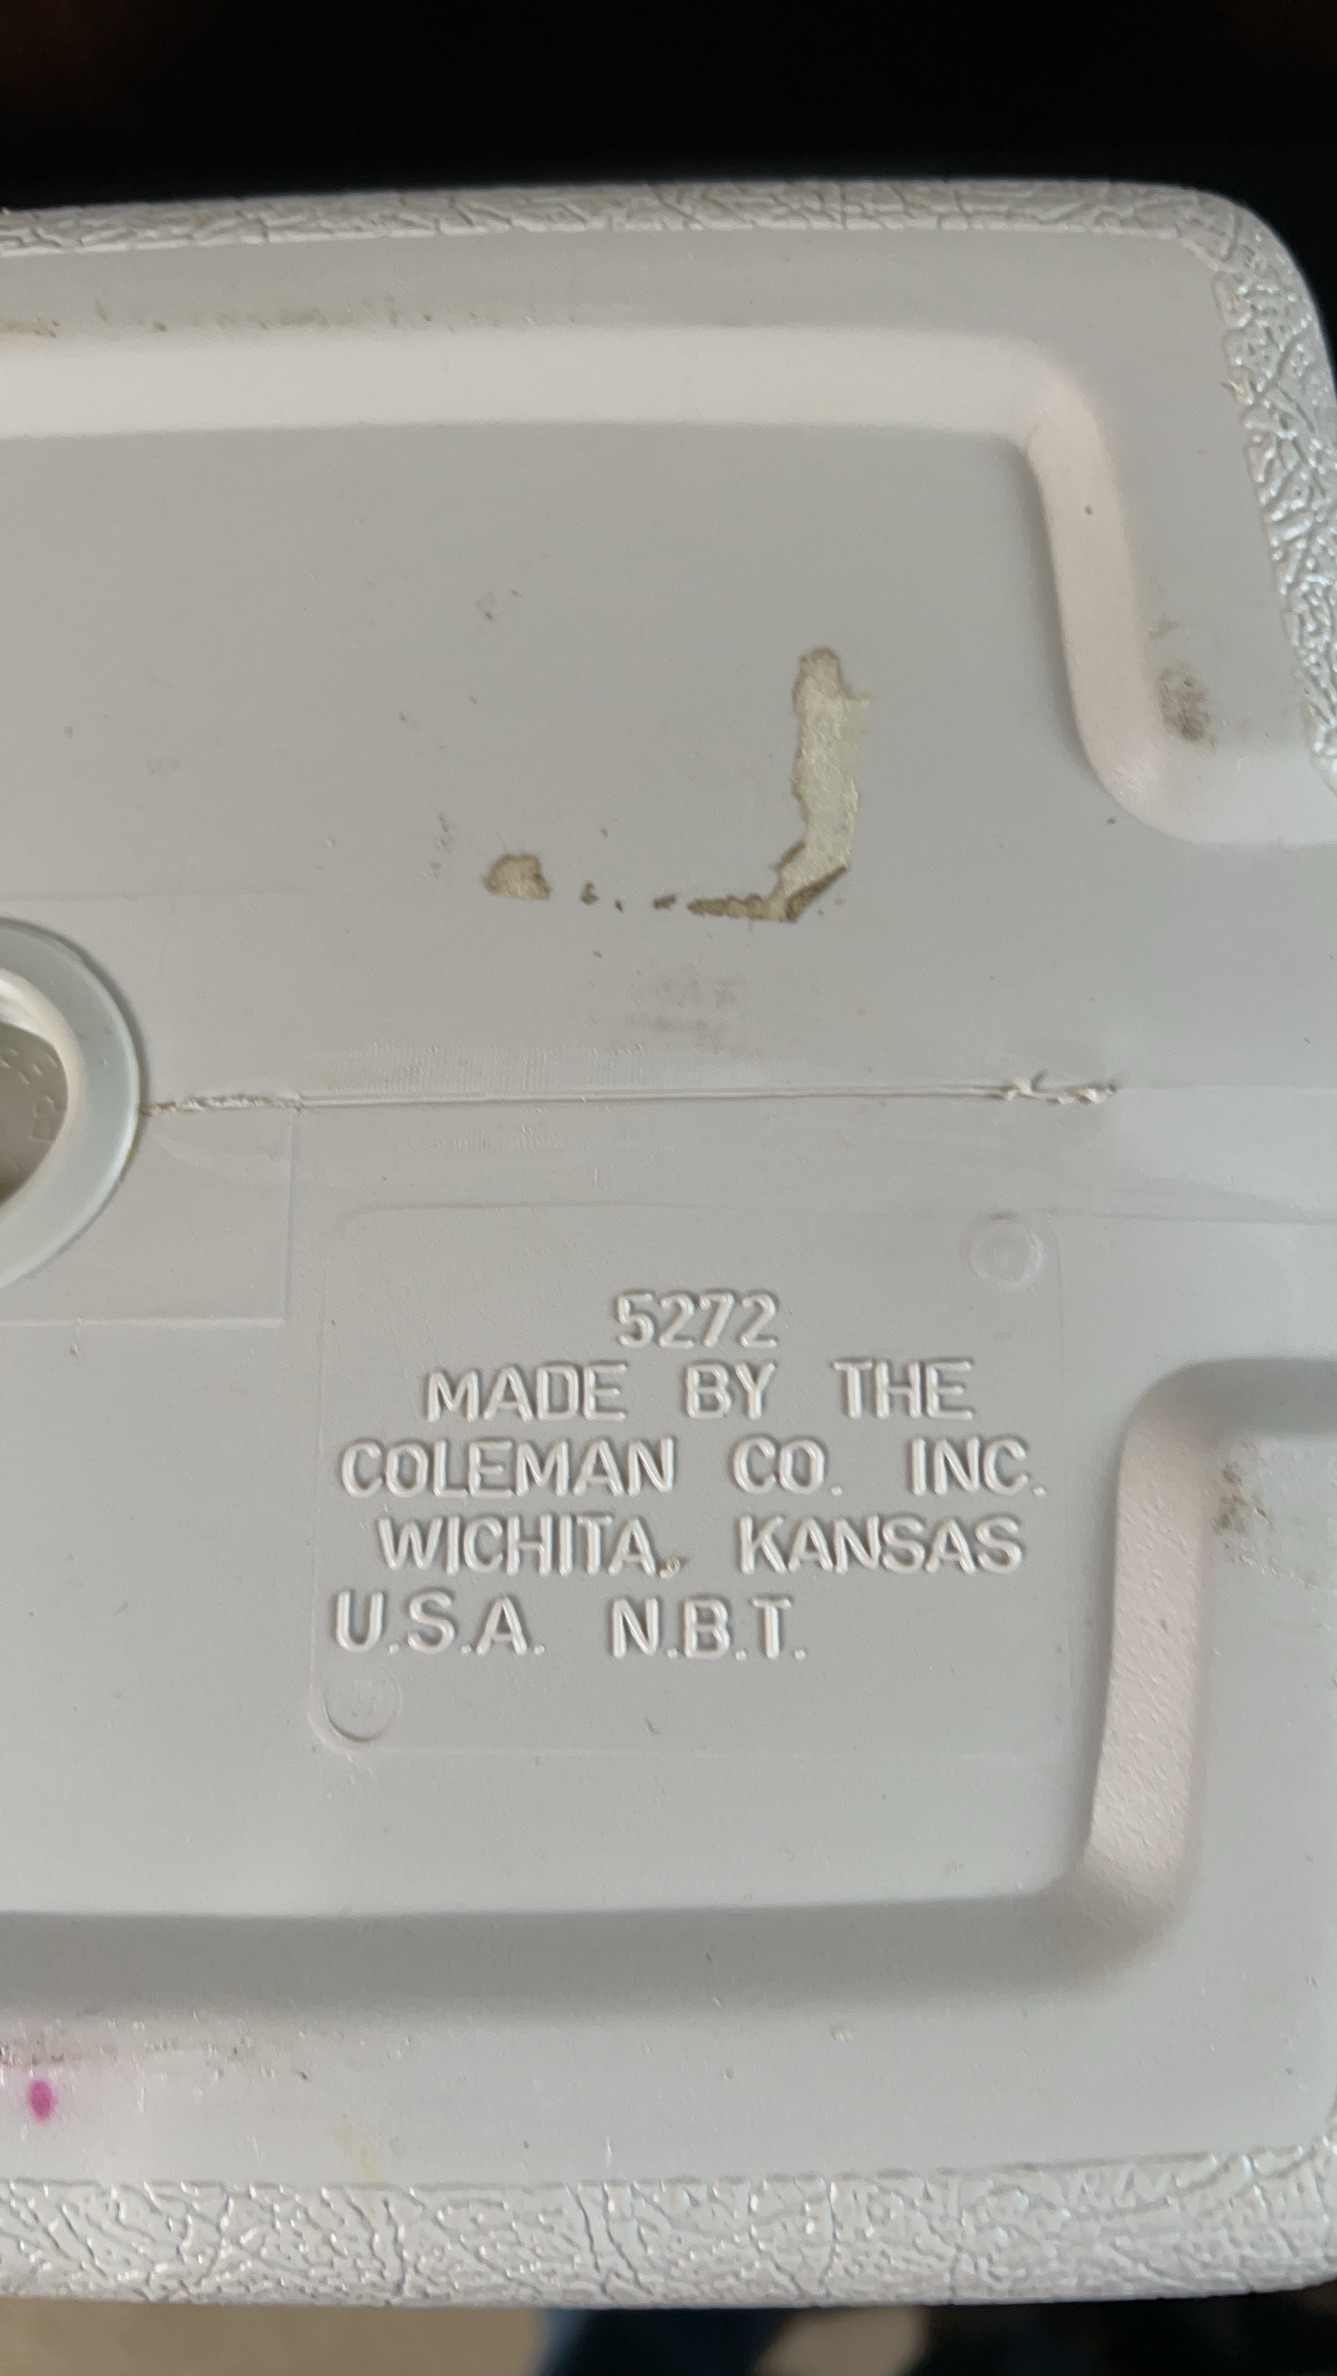 5272
MADE BY THE
COLEMAN CO. INC.
WICHITA, KANSAS
U.S.A. N.B.T.